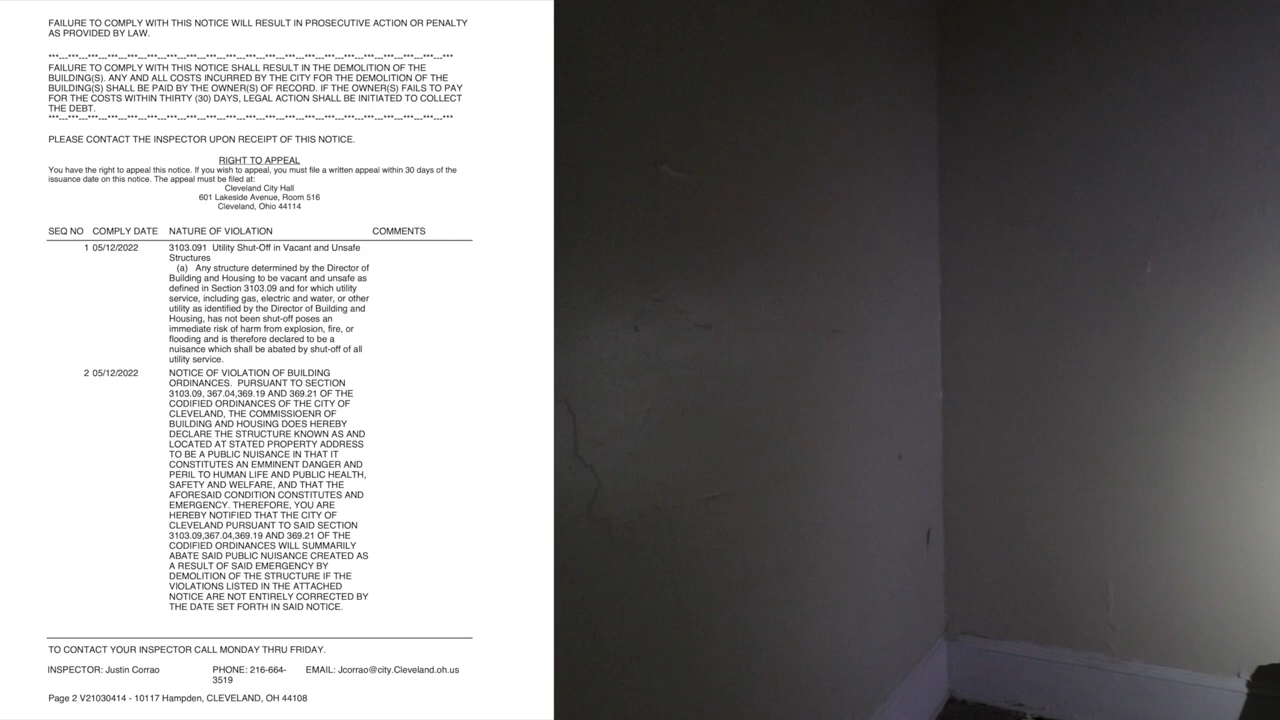 FAILURE TO COMPLY WITH THIS NOTICE WILL RESULT IN PROSECUTIVE ACTION OR PENALTY
AS PROVIDED BY LAW.
***---***---***---***---***---***---***---***---***---***---***---***---***---***---***---***
FAILURE TO COMPLY WITH THIS NOTICE SHALL RESULT IN THE DEMOLITION OF THE
BUILDING(S). ANY AND ALL COSTS INCURRED BY THE CITY FOR THE DEMOLITION OF THE
BUILDING(S) SHALL BE PAID BY THE OWNER(S) OF RECORD. IF THE OWNER(S) FAILS TO PAY
FOR THE COSTS WITHIN THIRTY (30) DAYS, LEGAL ACTION SHALL BE INITIATED TO COLLECT
THE DEBT.
***---***---***---***---***---***---***---***---***---***---***---***---***---***---***---***
PLEASE CONTACT THE INSPECTOR UPON RECEIPT OF THIS NOTICE.
RIGHT TO APPEAL
You have the right to appeal this notice. If you wish to appeal, you must file a written appeal within 30 days of the
issuance date on this notice. The appeal must be filed at:
Cleveland City Hall
601 Lakeside Avenue, Room 516
Cleveland, Ohio 44114
SEQ NO COMPLY DATE NATURE OF VIOLATION COMMENTS
1 05/12/2022 3103.091 Utility Shut-Off in Vacant and Unsafe
Structures
(a) Any structure determined by the Director of
Building and Housing to be vacant and unsafe as
defined in Section 3103.09 and for which utility
service, including gas, electric and water, or other
utility as identified by the Director of Building and
Housing, has not been shut-off poses an
immediate risk of harm from explosion, fire, or
flooding and is therefore declared to be a
nuisance which shall be abated by shut-off of all
utility service.
2 05/12/2022 NOTICE OF VIOLATION OF BUILDING
ORDINANCES. PURSUANT TO SECTION
3103.09, 367.04,369.19 AND 369.21 OF THE
CODIFIED ORDINANCES OF THE CITY OF
CLEVELAND, THE COMMISSIOENR OF
BUILDING AND HOUSING DOES HEREBY
DECLARE THE STRUCTURE KNOWN AS AND
LOCATED AT STATED PROPERTY ADDRESS
TO BE A PUBLIC NUISANCE IN THAT IT
CONSTITUTES AN EMMINENT DANGER AND
PERIL TO HUMAN LIFE AND PUBLIC HEALTH,
SAFETY AND WELFARE, AND THAT THE
AFORESAID CONDITION CONSTITUTES AND
EMERGENCY. THEREFORE, YOU ARE
HEREBY NOTIFIED THAT THE CITY OF
CLEVELAND PURSUANT TO SAID SECTION
3103.09,367.04,369.19 AND 369.21 OF THE
CODIFIED ORDINANCES WILL SUMMARILY
ABATE SAID PUBLIC NUISANCE CREATED AS
A RESULT OF SAID EMERGENCY BY
DEMOLITION OF THE STRUCTURE IF THE
VIOLATIONS LISTED IN THE ATTACHED
NOTICE ARE NOT ENTIRELY CORRECTED BY
THE DATE SET FORTH IN SAID NOTICE.
TO CONTACT YOUR INSPECTOR CALL MONDAY THRU FRIDAY.
INSPECTOR: Justin Corrao PHONE: 216-664- EMAIL: Jcorrao@city.Cleveland.oh.us
3519
Page 2 V21030414 - 10117 Hampden, CLEVELAND, OH 44108